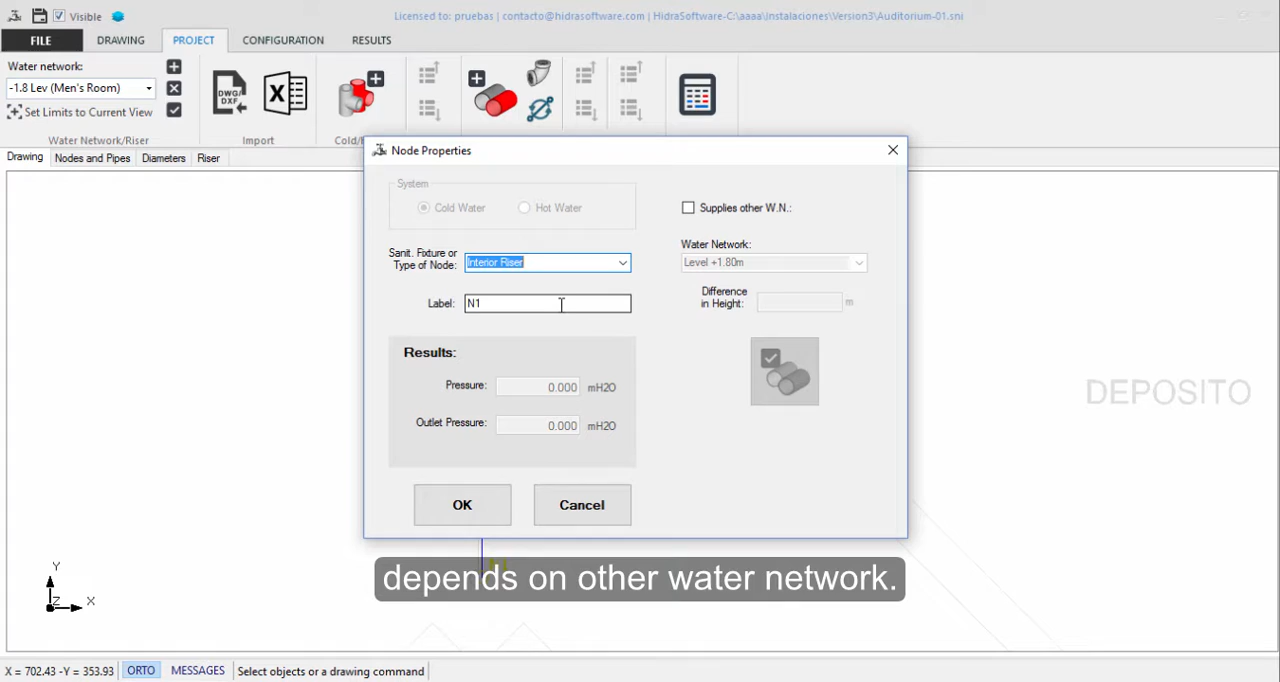 Visible
Licensed to: pruebas | contacto@hidrasoftware.com | HidraSoftware-C:\aaaa\Instalaciones\Version3\Auditorium-01.sni
FILE
DRAWING
PROJECT
CONFIGURATION
RESULTS
Water network:
-1.8 Lev (Men's Room)
Set Limits to Current View
DWG/
DXF
Water Network/Riser
Import
Drawing
Nodes and Pipes
Diameters
Riser
Node Properties
System
Cold Water
Hot Water
Supplies other W.N.:
Sanit. Fixture or
Type of Node:
Interior Riser
Water Network:
Level +1.80m
Label:
N1
Difference
in Height:
m
Results:
Pressure:
0.000
mH2O
Outlet Pressure:
0.000
mH2O
OK
Cancel
DEPOSITO
depends on other water network.
Y
Z
X
X = 702.43 -Y = 353.93
ORTO
MESSAGES
Select objects or a drawing command